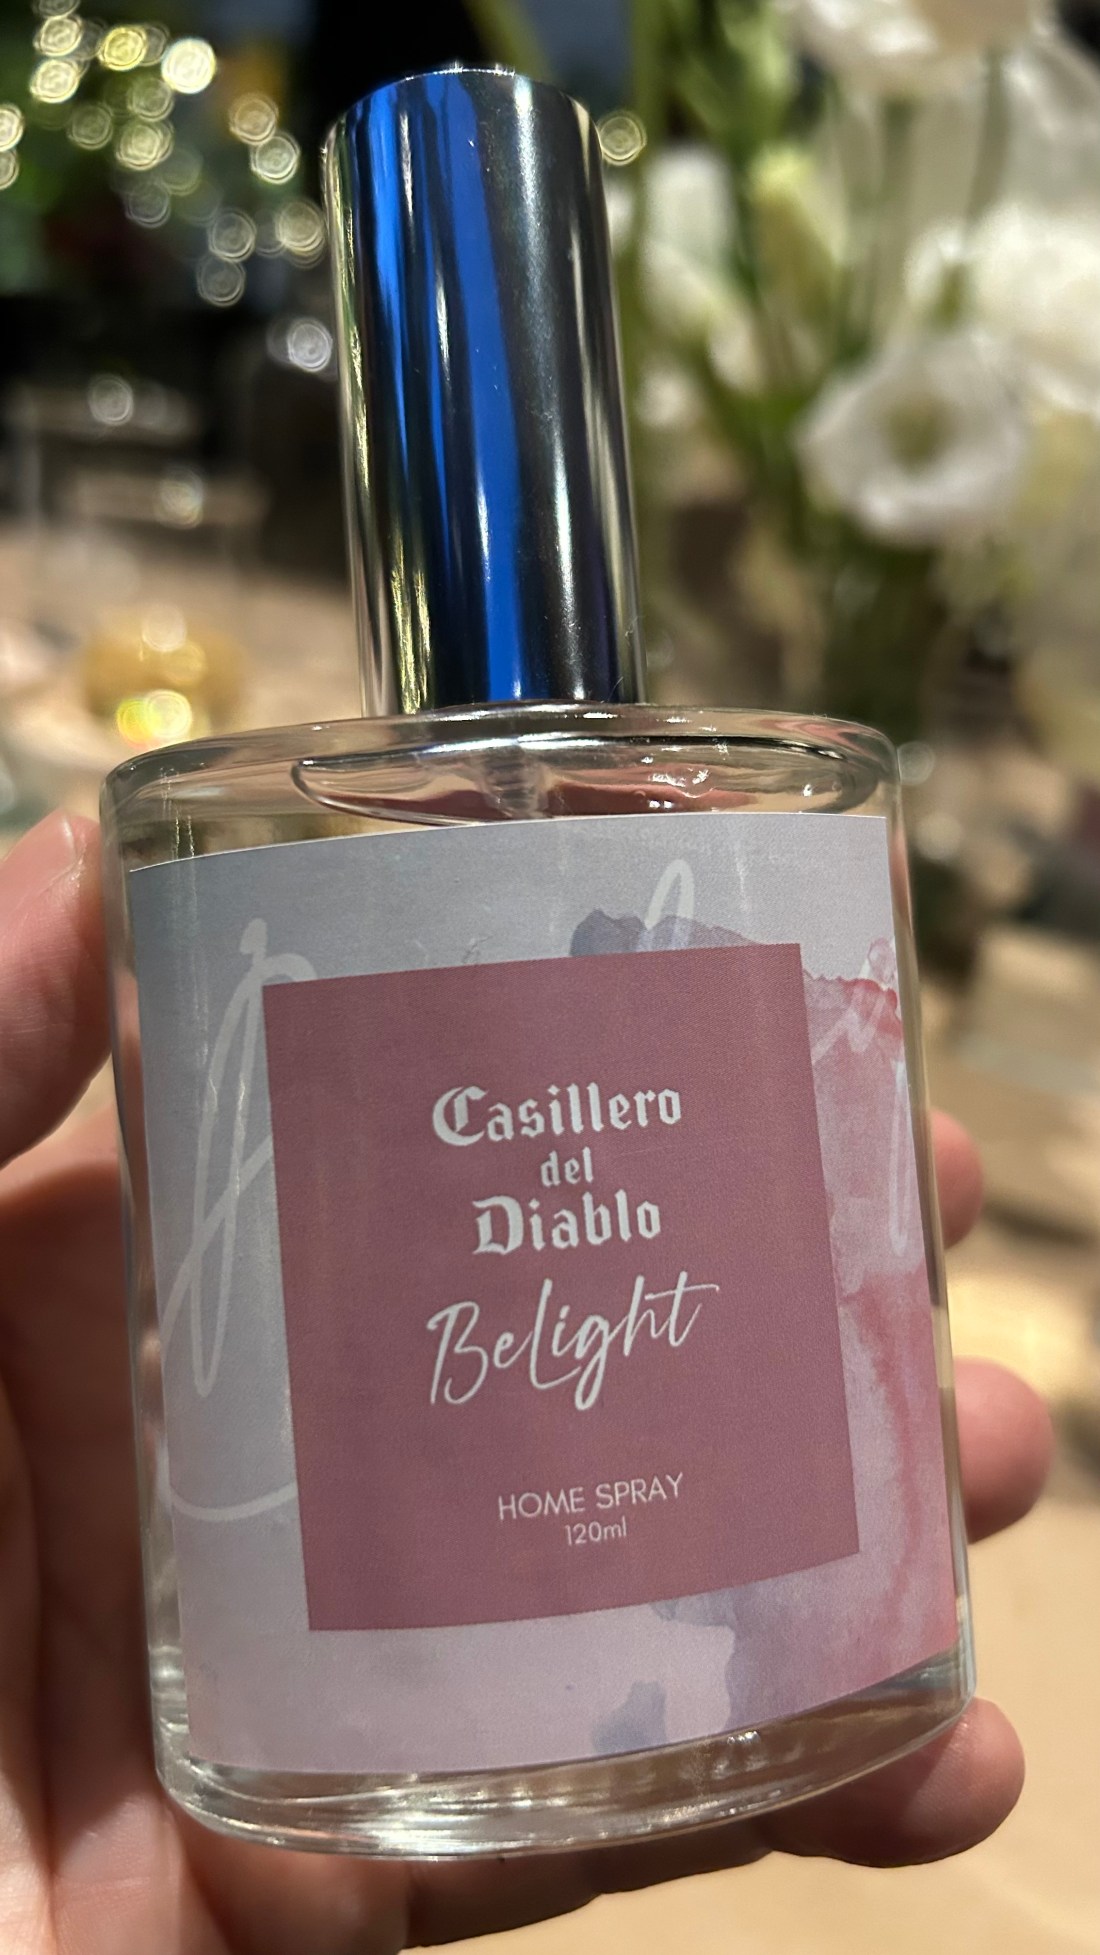 Casillero
del
Diablo
BeLight
HOME SPRAY
120ml